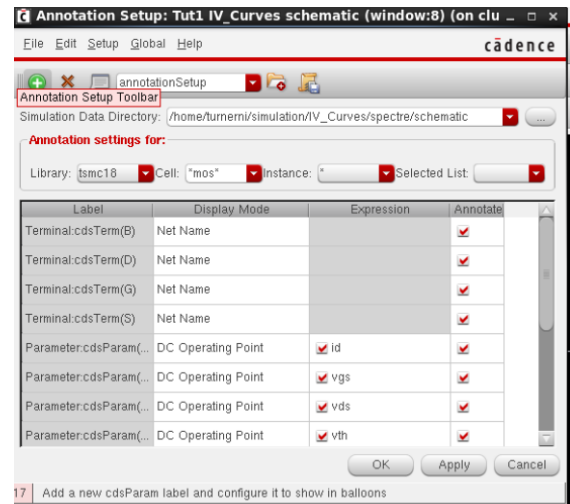 Annotation Setup: Tut1 IV_Curves schematic (window:8) (on clu
File Edit Setup Global Help cādence
annotationSetup
Annotation Setup Toolbar
Simulation Data Directory: /home/turnerni/simulation/IV_Curves/spectre/schematic ...
Annotation settings for:
Library: tsmc18 Cell: "mos" Instance: * Selected List:
Label Display Mode Expression Annotate
Terminal:cdsTerm(B) Net Name
Terminal:cdsTerm(D) Net Name
Terminal:cdsTerm(G) Net Name
Terminal:cdsTerm(S) Net Name
Parameter:cdsParam(... DC Operating Point id
Parameter:cdsParam(... DC Operating Point vgs
Parameter:cdsParam(... DC Operating Point vds
Parameter:cdsParam(... DC Operating Point vth
OK Apply Cancel
17 Add a new cdsParam label and configure it to show in balloons